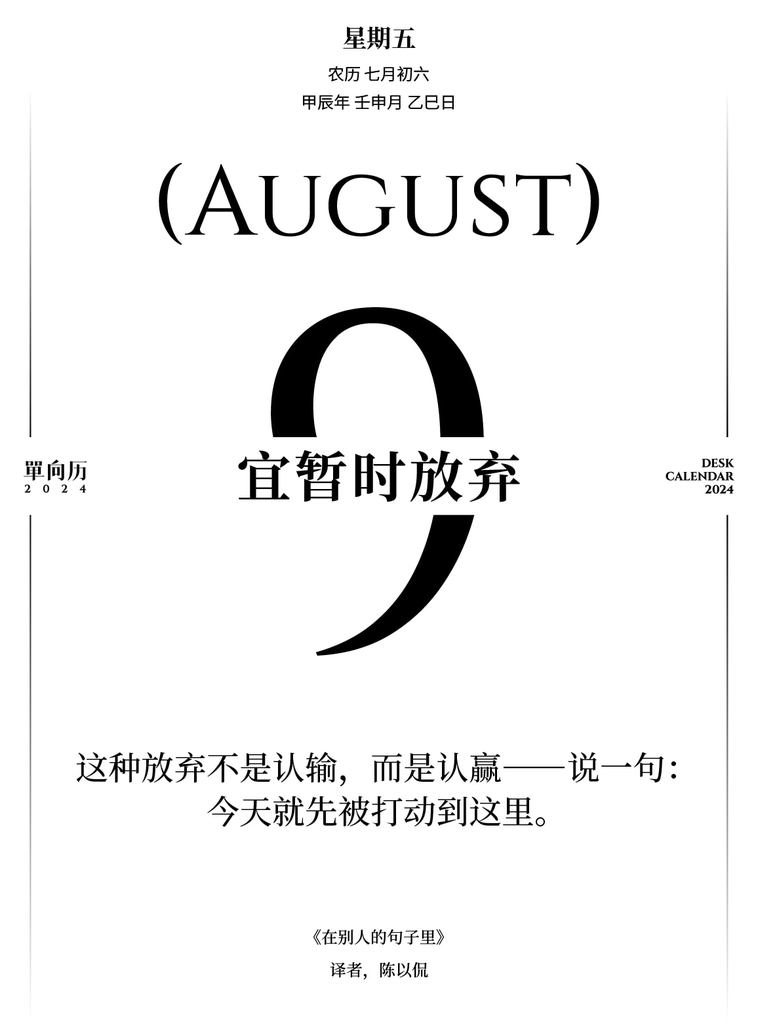 星期五
农历 七月初六
甲辰年 壬申月 乙巳日
(AUGUST)
9
單向历
2024
宜暂时放弃
DESK
CALENDAR
2024
这种放弃不是认输，而是认赢——说一句：
今天就先被打动到这里。
《在别人的句子里》
译者，陈以侃